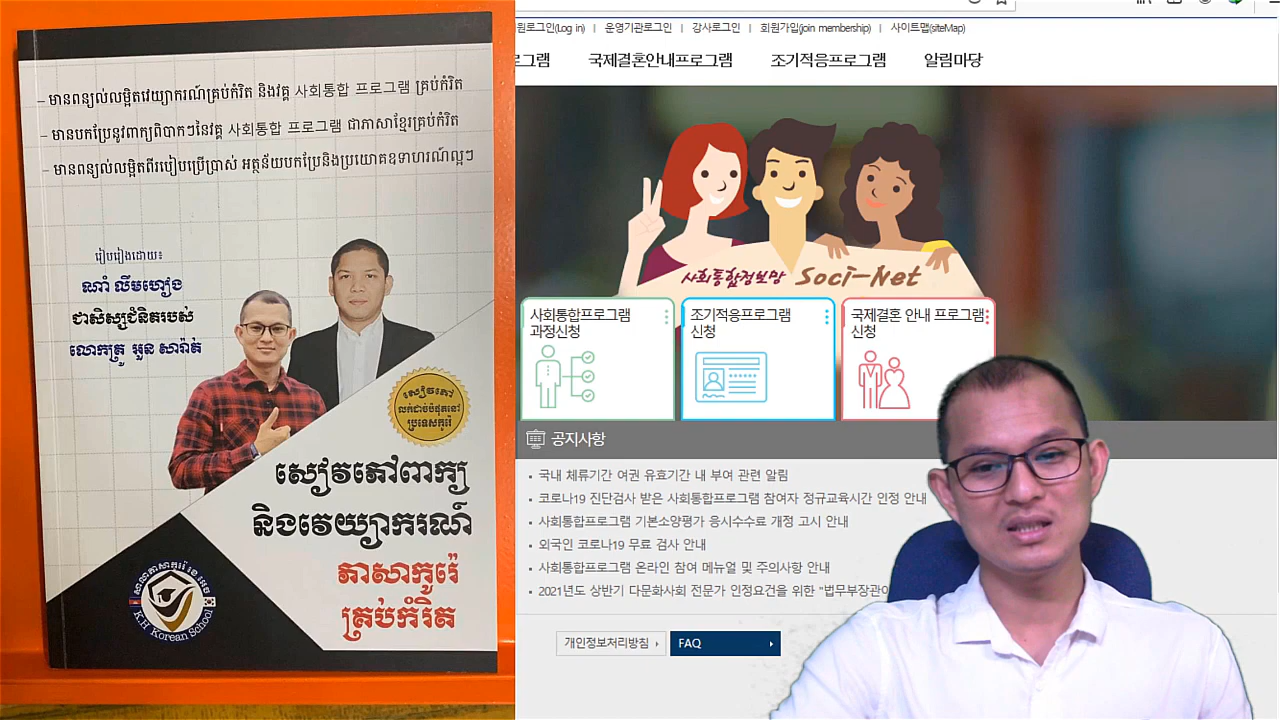 – មានពន្យល់លម្អិតវេយ្យាករណ៍គ្រប់កំរិត និងវគ្គ 사회통합 프로그램 គ្រប់កំរិត
– មានបកប្រែនូវពាក្យពិបាកៗនៃវគ្គ 사회통합 프로그램 ជាភាសាខ្មែរគ្រប់កំរិត
– មានពន្យល់លម្អិតពីរបៀបប្រើប្រាស់ អត្ថន័យបកប្រែនិងប្រយោគឧទាហរណ៍ល្អៗ
រៀបរៀងដោយ៖
ណាំ លីមហៀង
ជាសិស្សជំនិតរបស់
លោកគ្រូ អូន សារ៉ាត់
សៀវភៅ
លក់ដាច់បំផុតនៅ
ប្រទេសកូរ៉េ
សៀវភៅពាក្យ
និងវេយ្យាករណ៍
ភាសាកូរ៉េ
គ្រប់កំរិត
KH Korean School
원로그인(Log in) | 운영기관로그인 | 강사로그인 | 회원가입(join membership) | 사이트맵(siteMap)
로그램 국제결혼안내프로그램 조기적응프로그램 알림마당
사회통합정보망 Soci-Net
사회통합프로그램
과정신청
조기적응프로그램
신청
국제결혼 안내 프로그램
신청
공지사항
국내 체류기간 여권 유효기간 내 부여 관련 알림
코로나19 진단검사 받은 사회통합프로그램 참여자 정규교육시간 인정 안내
사회통합프로그램 기본소양평가 응시수수료 개정 고시 안내
외국인 코로나19 무료 검사 안내
사회통합프로그램 온라인 참여 메뉴얼 및 주의사항 안내
2021년도 상반기 다문화사회 전문가 인정요건을 위한 "법무부장관이
개인정보처리방침
FAQ